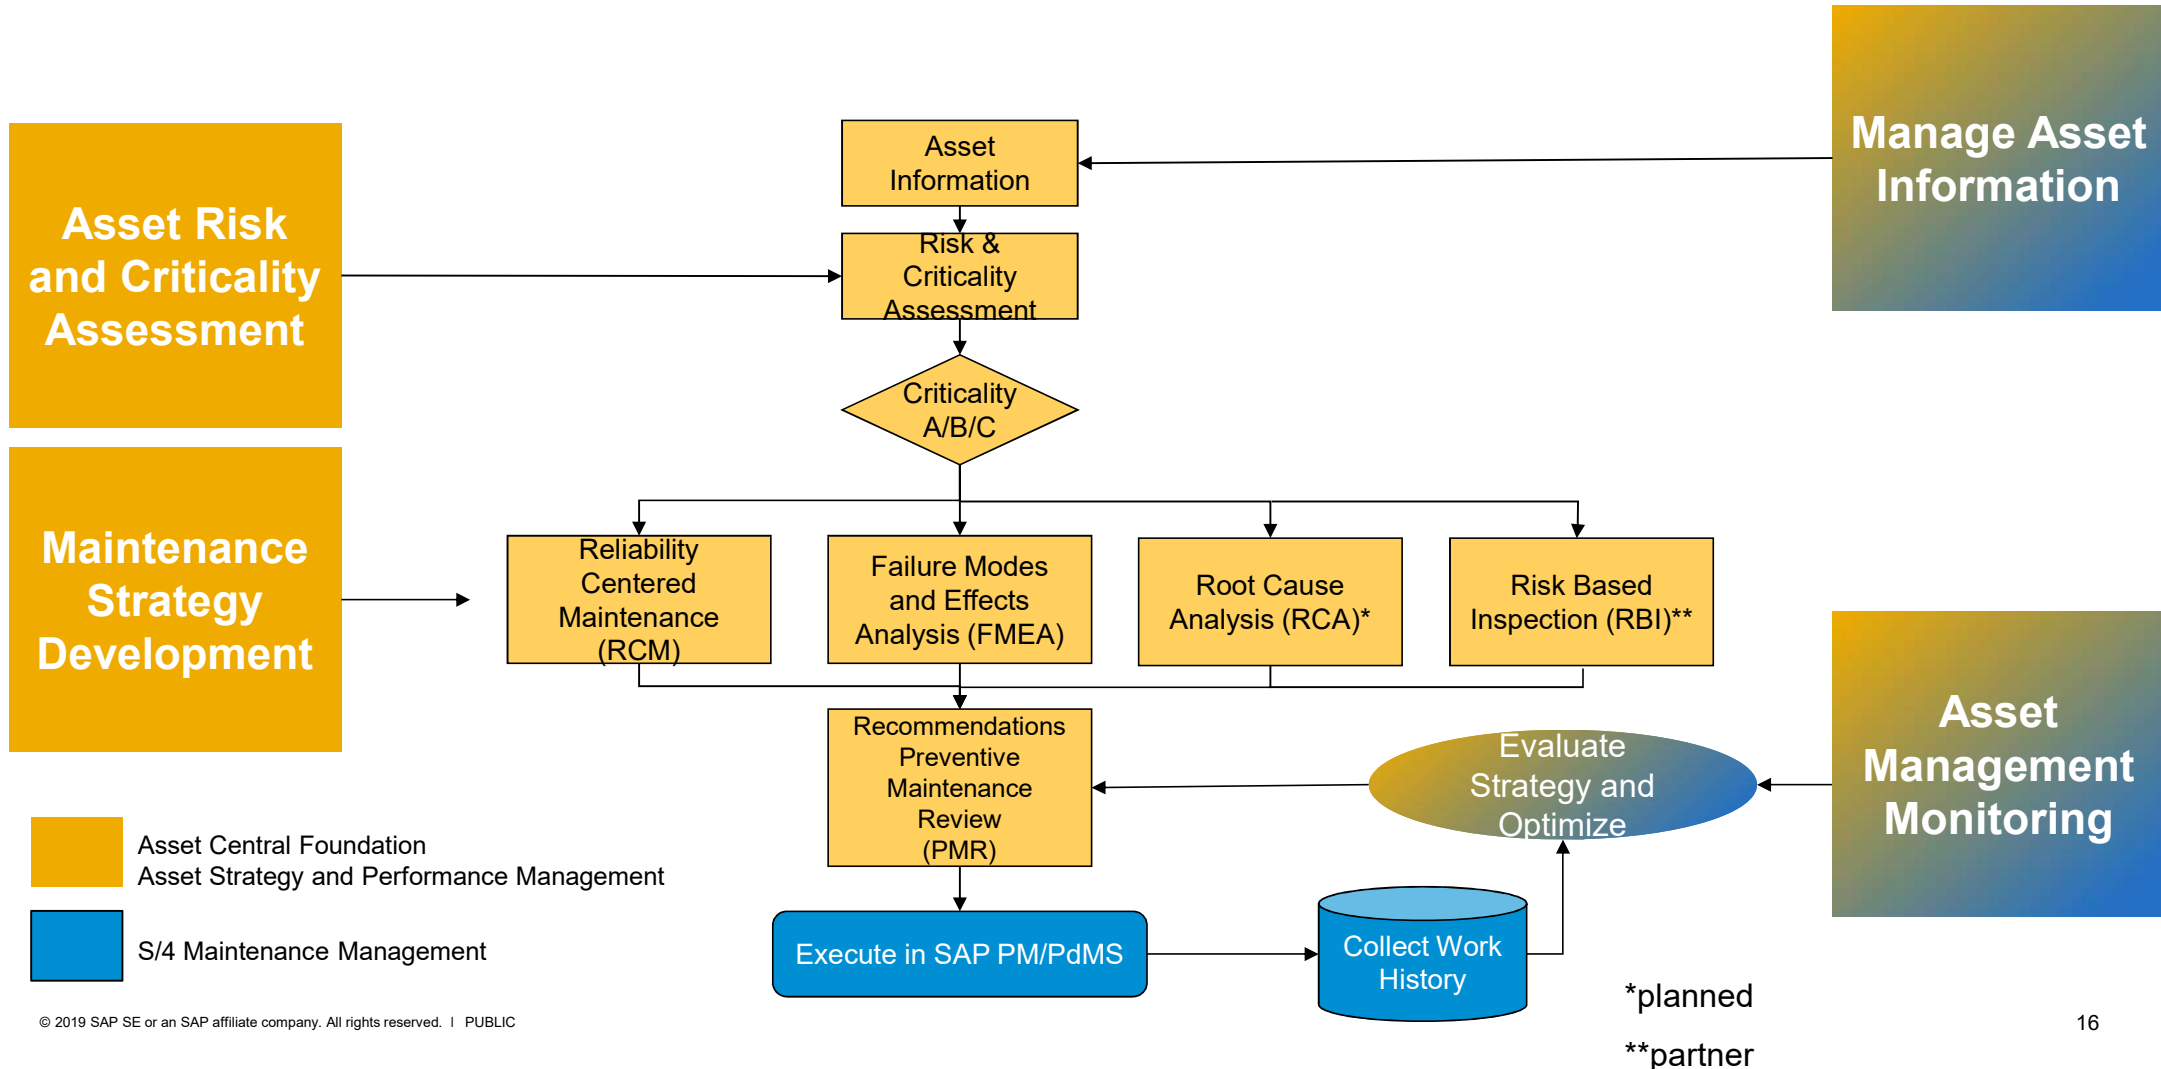 Manage Asset
Information
Asset
Information
Asset Risk
and Criticality
Assessment
Risk &
Criticality
Assessment
Criticality
A/B/C
Maintenance
Strategy
Development
Reliability
Centered
Maintenance
(RCM)
Failure Modes
and Effects
Analysis (FMEA)
Root Cause
Analysis (RCA)*
Risk Based
Inspection (RBI)**
Recommendations
Preventive
Maintenance
Review
(PMR)
Evaluate
Strategy and
Optimize
Asset
Management
Monitoring
Asset Central Foundation
Asset Strategy and Performance Management
S/4 Maintenance Management
Execute in SAP PM/PdMS
Collect Work
History
*planned
**partner
© 2019 SAP SE or an SAP affiliate company. All rights reserved. ǀ PUBLIC
16